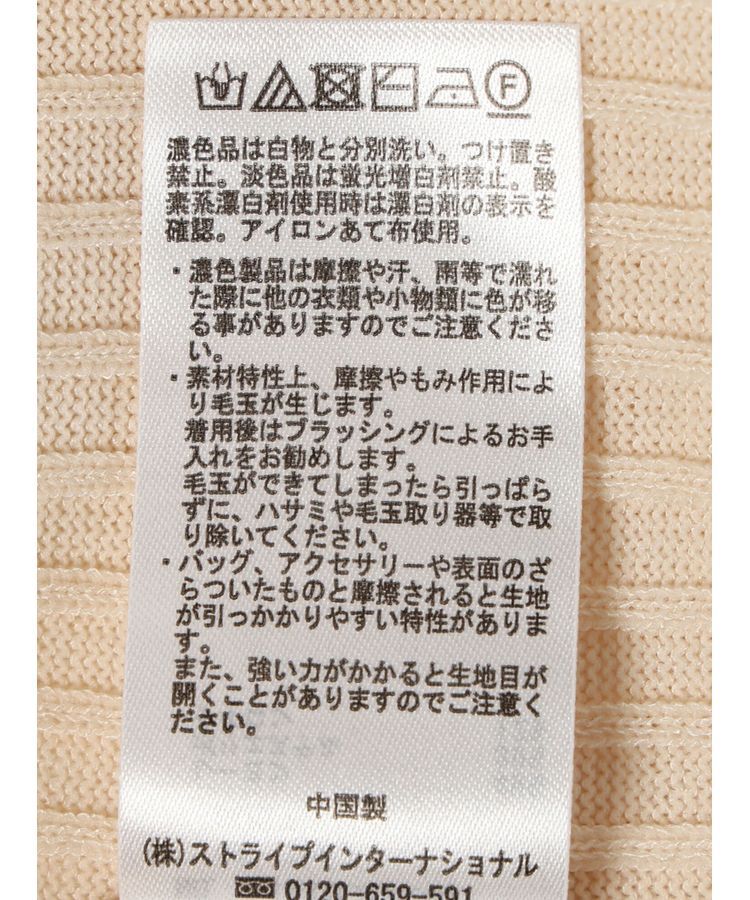 F
濃色品は白物と分別洗い。つけ置き
禁止。淡色品は蛍光増白剤禁止。酸
素系漂白剤使用時は漂白剤の表示を
確認。アイロンあて布使用。
・濃色製品は摩擦や汗、雨等で濡れ
た際に他の衣類や小物類に色が移
る事がありますのでご注意くださ
い。
・素材特性上、摩擦やもみ作用によ
り毛玉が生じます。
着用後はブラッシングによるお手
入れをお勧めします。
毛玉ができてしまったら引っぱら
ずに、ハサミや毛玉取り器等で取
り除いてください。
・バッグ、アクセサリーや表面のざ
らついたものと摩擦されると生地
が引っかかりやすい特性がありま
す。
また、強い力がかかると生地目が
開くことがありますのでご注意く
ださい。
中国製
(株)ストライプインターナショナル
0120-659-591